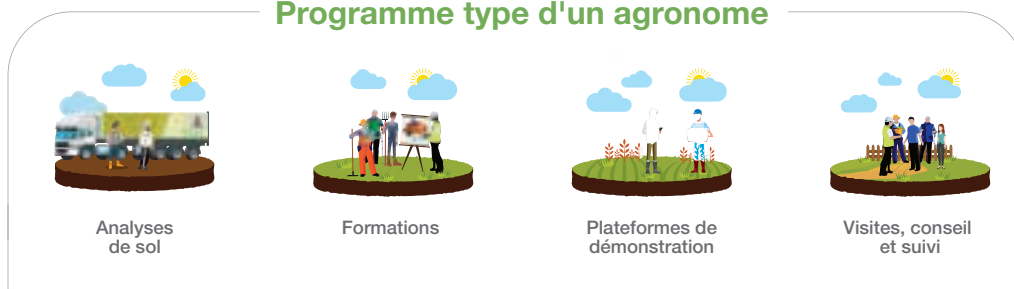 Programme type d'un agronome
Analyses
de sol
Formations
Plateformes de
démonstration
Visites, conseil
et suivi